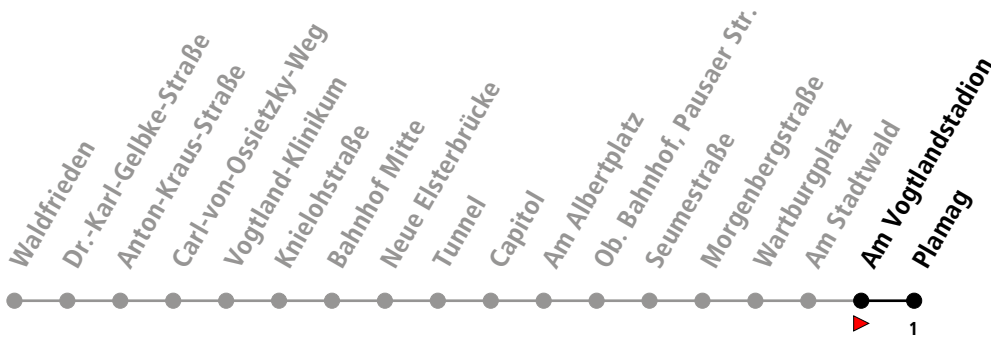 Waldfrieden
Dr.-Karl-Gelbke-Straße
Anton-Kraus-Straße
Carl-von-Ossietzky-Weg
Vogtland-Klinikum
Knielohstraße
Bahnhof Mitte
Neue Elsterbrücke
Tunnel
Capitol
Am Albertplatz
Ob. Bahnhof, Pausaer Str.
Seumestraße
Morgenbergstraße
Wartburgplatz
Am Stadtwald
Am Vogtlandstadion
Plamag
1